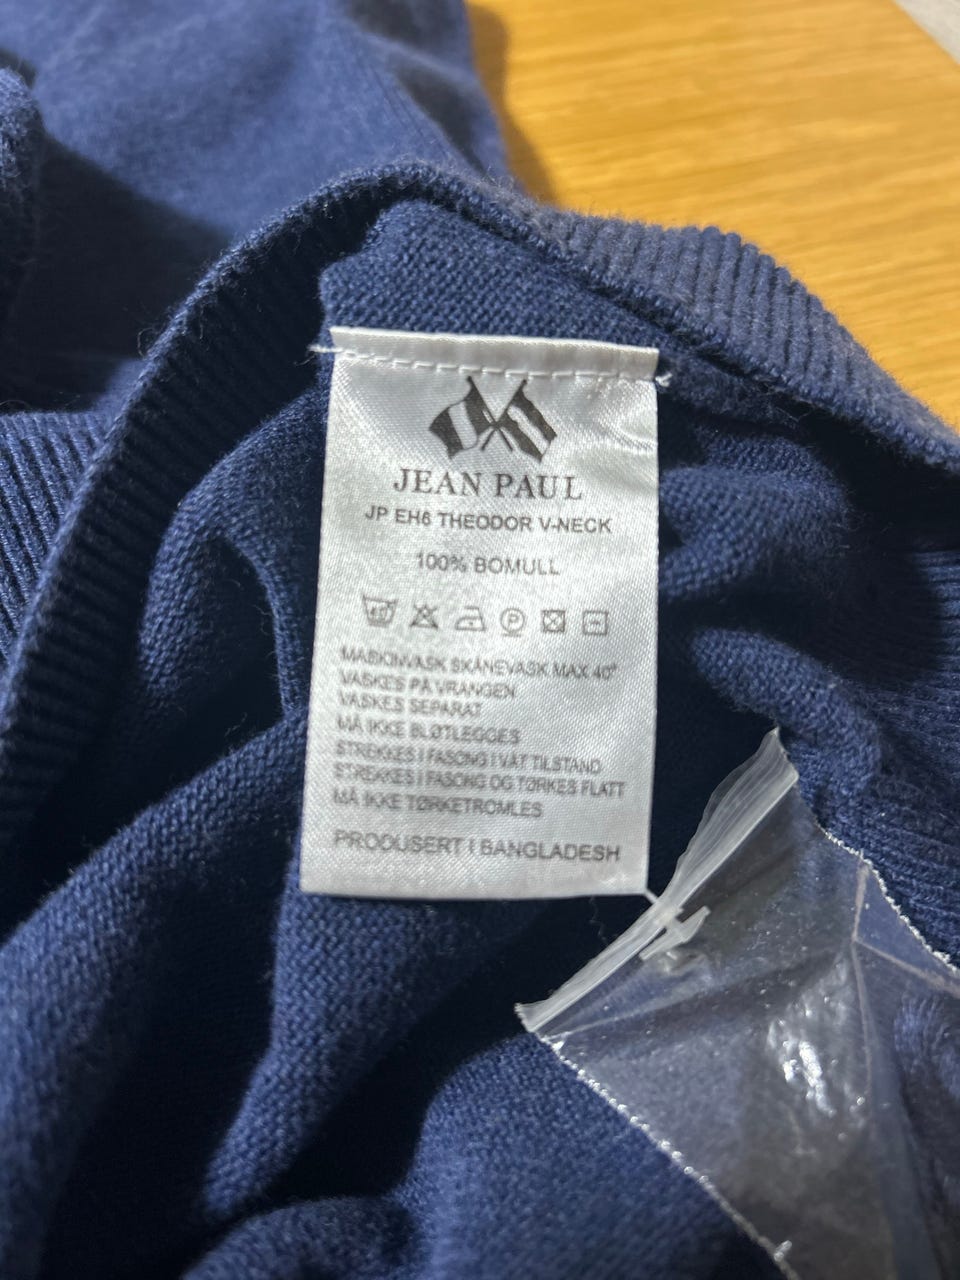 JEAN PAUL
JP EH6 THEODOR V-NECK
100% BOMULL
40°
P
MASKINVASK SKÅNEVASK MAX 40°
VASKES PÅ VRANGEN
VASKES SEPARAT
MÅ IKKE BLØTLEGGES
STREKKES I FASONG I VÅT TILSTAND
STREKKES I FASONG OG TØRKES FLATT
MÅ IKKE TØRKETROMLES
PRODUSERT I BANGLADESH